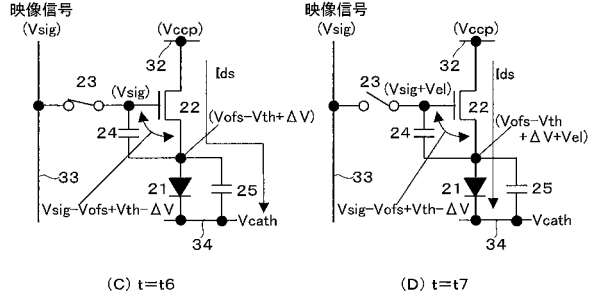 映像信号
(Vsig)
(Vccp)
32
Ids
23
(Vsig)
22
24
(Vofs−Vth+ΔV)
33
21
25
Vsig−Vofs+Vth−ΔV
Vcath
34
(C) t=t6
映像信号
(Vsig)
(Vccp)
32
Ids
23
(Vsig+Vel)
22
24
(Vofs−Vth
+ΔV+Vel)
33
21
25
Vsig−Vofs+Vth−ΔV
Vcath
34
(D) t=t7